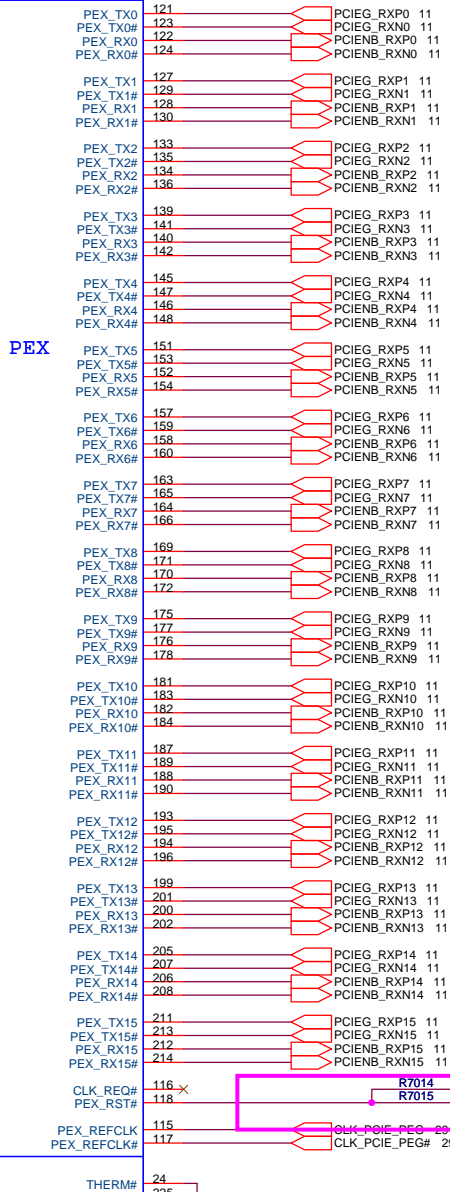 PEX_TX0 121 PCIEG_RXP0 11
PEX_TX0# 123 PCIEG_RXN0 11
PEX_RX0 122 PCIENB_RXP0 11
PEX_RX0# 124 PCIENB_RXN0 11
PEX_TX1 127 PCIEG_RXP1 11
PEX_TX1# 129 PCIEG_RXN1 11
PEX_RX1 128 PCIENB_RXP1 11
PEX_RX1# 130 PCIENB_RXN1 11
PEX_TX2 133 PCIEG_RXP2 11
PEX_TX2# 135 PCIEG_RXN2 11
PEX_RX2 134 PCIENB_RXP2 11
PEX_RX2# 136 PCIENB_RXN2 11
PEX_TX3 139 PCIEG_RXP3 11
PEX_TX3# 141 PCIEG_RXN3 11
PEX_RX3 140 PCIENB_RXP3 11
PEX_RX3# 142 PCIENB_RXN3 11
PEX_TX4 145 PCIEG_RXP4 11
PEX_TX4# 147 PCIEG_RXN4 11
PEX_RX4 146 PCIENB_RXP4 11
PEX_RX4# 148 PCIENB_RXN4 11
PEX
PEX_TX5 151 PCIEG_RXP5 11
PEX_TX5# 153 PCIEG_RXN5 11
PEX_RX5 152 PCIENB_RXP5 11
PEX_RX5# 154 PCIENB_RXN5 11
PEX_TX6 157 PCIEG_RXP6 11
PEX_TX6# 159 PCIEG_RXN6 11
PEX_RX6 158 PCIENB_RXP6 11
PEX_RX6# 160 PCIENB_RXN6 11
PEX_TX7 163 PCIEG_RXP7 11
PEX_TX7# 165 PCIEG_RXN7 11
PEX_RX7 164 PCIENB_RXP7 11
PEX_RX7# 166 PCIENB_RXN7 11
PEX_TX8 169 PCIEG_RXP8 11
PEX_TX8# 171 PCIEG_RXN8 11
PEX_RX8 170 PCIENB_RXP8 11
PEX_RX8# 172 PCIENB_RXN8 11
PEX_TX9 175 PCIEG_RXP9 11
PEX_TX9# 177 PCIEG_RXN9 11
PEX_RX9 176 PCIENB_RXP9 11
PEX_RX9# 178 PCIENB_RXN9 11
PEX_TX10 181 PCIEG_RXP10 11
PEX_TX10# 183 PCIEG_RXN10 11
PEX_RX10 182 PCIENB_RXP10 11
PEX_RX10# 184 PCIENB_RXN10 11
PEX_TX11 187 PCIEG_RXP11 11
PEX_TX11# 189 PCIEG_RXN11 11
PEX_RX11 188 PCIENB_RXP11 11
PEX_RX11# 190 PCIENB_RXN11 11
PEX_TX12 193 PCIEG_RXP12 11
PEX_TX12# 195 PCIEG_RXN12 11
PEX_RX12 194 PCIENB_RXP12 11
PEX_RX12# 196 PCIENB_RXN12 11
PEX_TX13 199 PCIEG_RXP13 11
PEX_TX13# 201 PCIEG_RXN13 11
PEX_RX13 200 PCIENB_RXP13 11
PEX_RX13# 202 PCIENB_RXN13 11
PEX_TX14 205 PCIEG_RXP14 11
PEX_TX14# 207 PCIEG_RXN14 11
PEX_RX14 206 PCIENB_RXP14 11
PEX_RX14# 208 PCIENB_RXN14 11
PEX_TX15 211 PCIEG_RXP15 11
PEX_TX15# 213 PCIEG_RXN15 11
PEX_RX15 212 PCIENB_RXP15 11
PEX_RX15# 214 PCIENB_RXN15 11
CLK_REQ# 116 R7014
PEX_RST# 118 R7015
PEX_REFCLK 115 CLK_PCIE_PEG 29
PEX_REFCLK# 117 CLK_PCIE_PEG# 29
THERM# 24